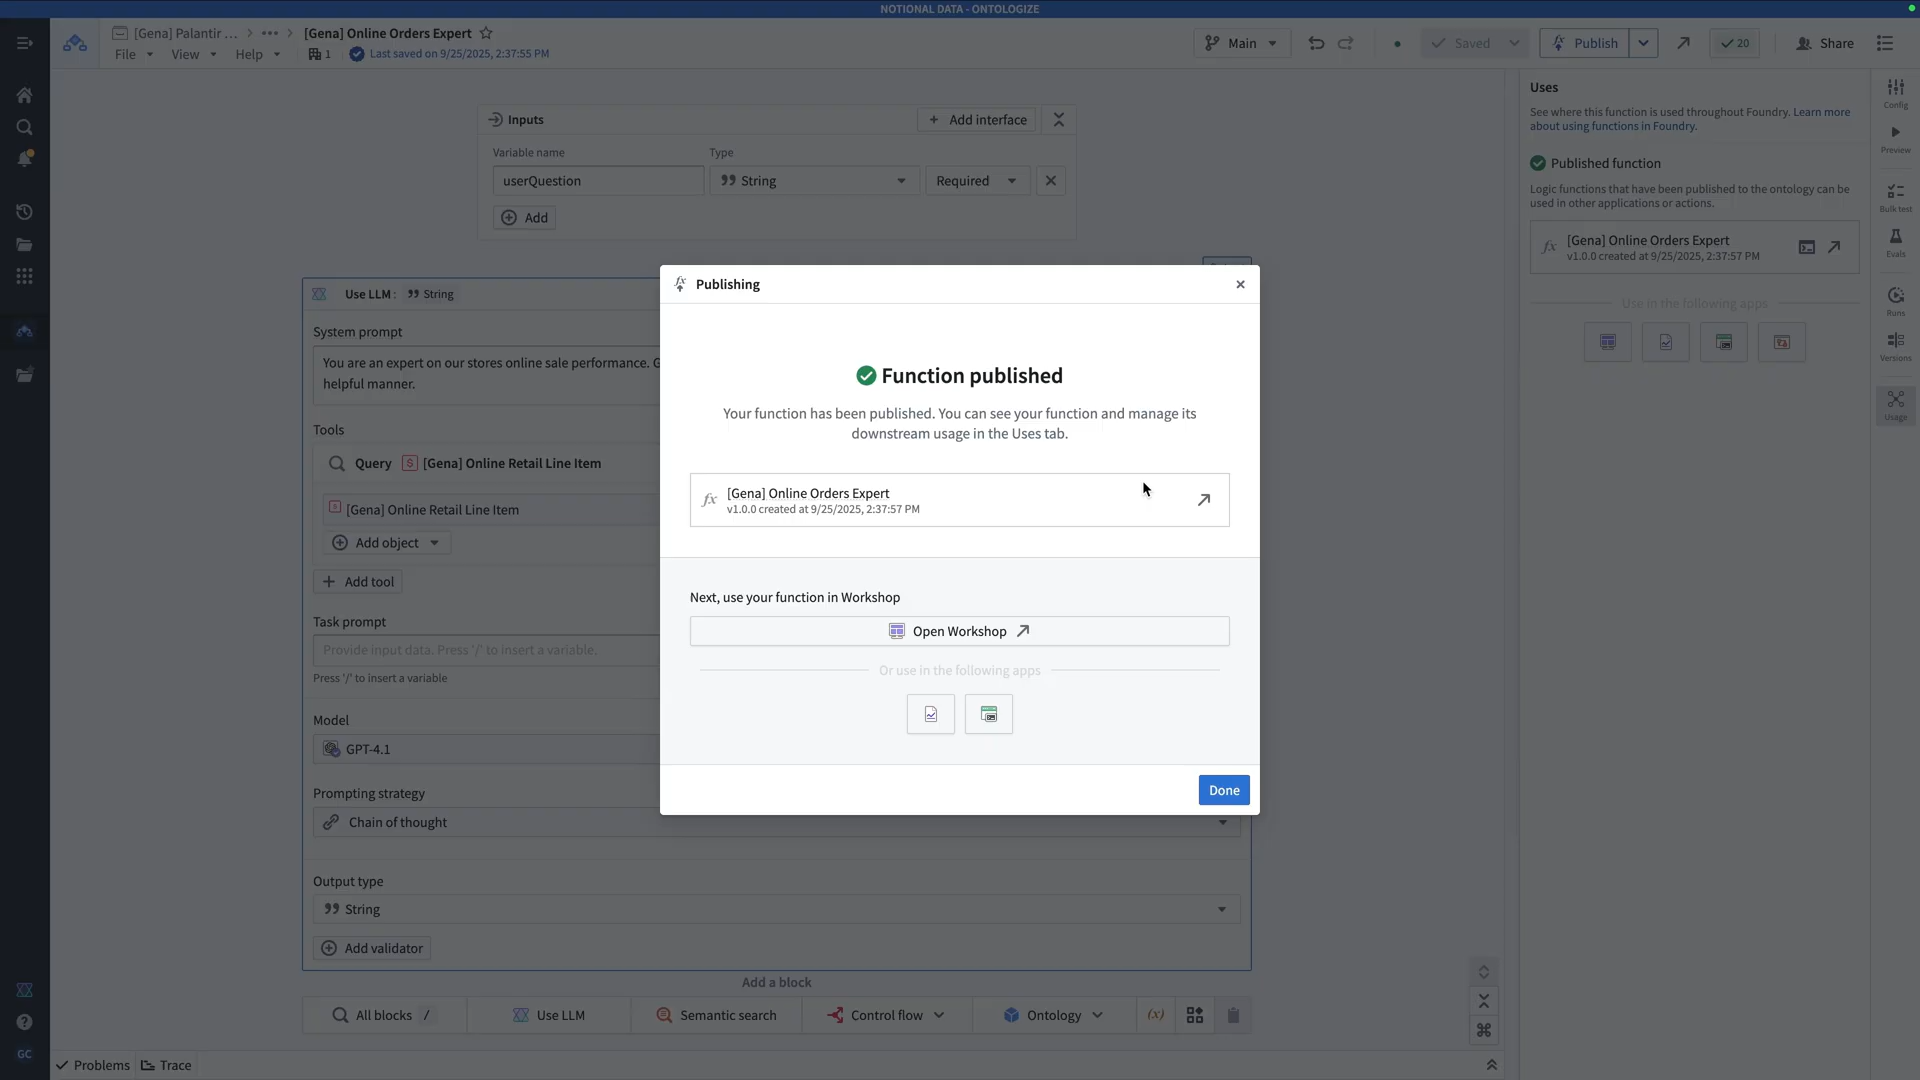 NOTIONAL DATA - ONTOLOGIZE
[Gena] Palantir ... > ••• > [Gena] Online Orders Expert
File View Help 1 Last saved on 9/25/2025, 2:37:55 PM
Main Saved Publish 20 Share
Inputs Add interface
Variable name Type
userQuestion String Required
Add
Use LLM: String
System prompt
You are an expert on our stores online sale performance. G
helpful manner.
Tools
Query S [Gena] Online Retail Line Item
[Gena] Online Retail Line Item
Add object
Add tool
Task prompt
Provide input data. Press '/' to insert a variable.
Press '/' to insert a variable
Model
GPT-4.1
Prompting strategy
Chain of thought
Output type
String
Add validator
Add a block
All blocks / Use LLM Semantic search Control flow Ontology (x)
Problems Trace
GC
Publishing
Function published
Your function has been published. You can see your function and manage its
downstream usage in the Uses tab.
fx [Gena] Online Orders Expert
v1.0.0 created at 9/25/2025, 2:37:57 PM
Next, use your function in Workshop
Open Workshop
Or use in the following apps
Done
Uses
See where this function is used throughout Foundry. Learn more
about using functions in Foundry.
Published function
Logic functions that have been published to the ontology can be
used in other applications or actions.
fx [Gena] Online Orders Expert
v1.0.0 created at 9/25/2025, 2:37:57 PM
Use in the following apps
Config
Preview
Bulk test
Evals
Runs
Versions
Usage